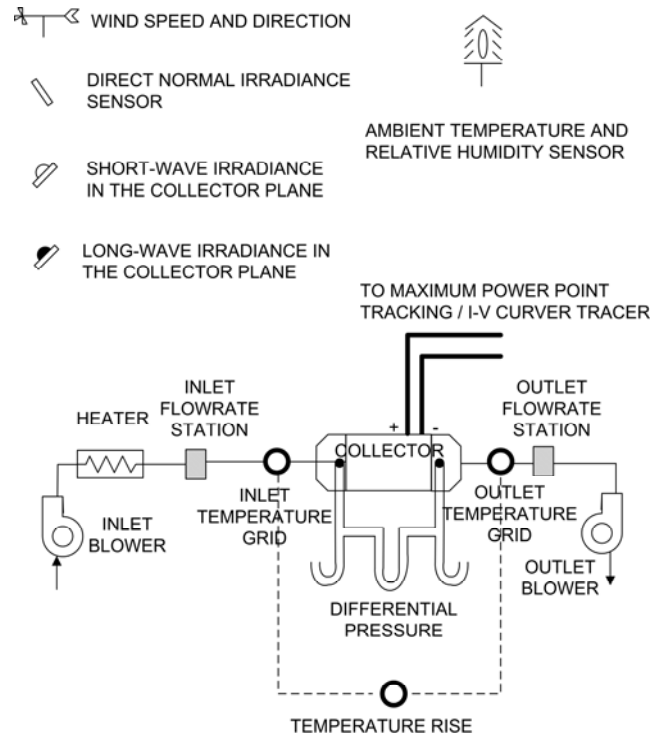 WIND SPEED AND DIRECTION
DIRECT NORMAL IRRADIANCE
SENSOR
AMBIENT TEMPERATURE AND
RELATIVE HUMIDITY SENSOR
SHORT-WAVE IRRADIANCE
IN THE COLLECTOR PLANE
LONG-WAVE IRRADIANCE IN
THE COLLECTOR PLANE
TO MAXIMUM POWER POINT
TRACKING / I-V CURVER TRACER
HEATER
INLET
FLOWRATE
STATION
+ -
COLLECTOR
OUTLET
FLOWRATE
STATION
INLET
BLOWER
INLET
TEMPERATURE
GRID
OUTLET
TEMPERATURE
GRID
OUTLET
BLOWER
DIFFERENTIAL
PRESSURE
TEMPERATURE RISE